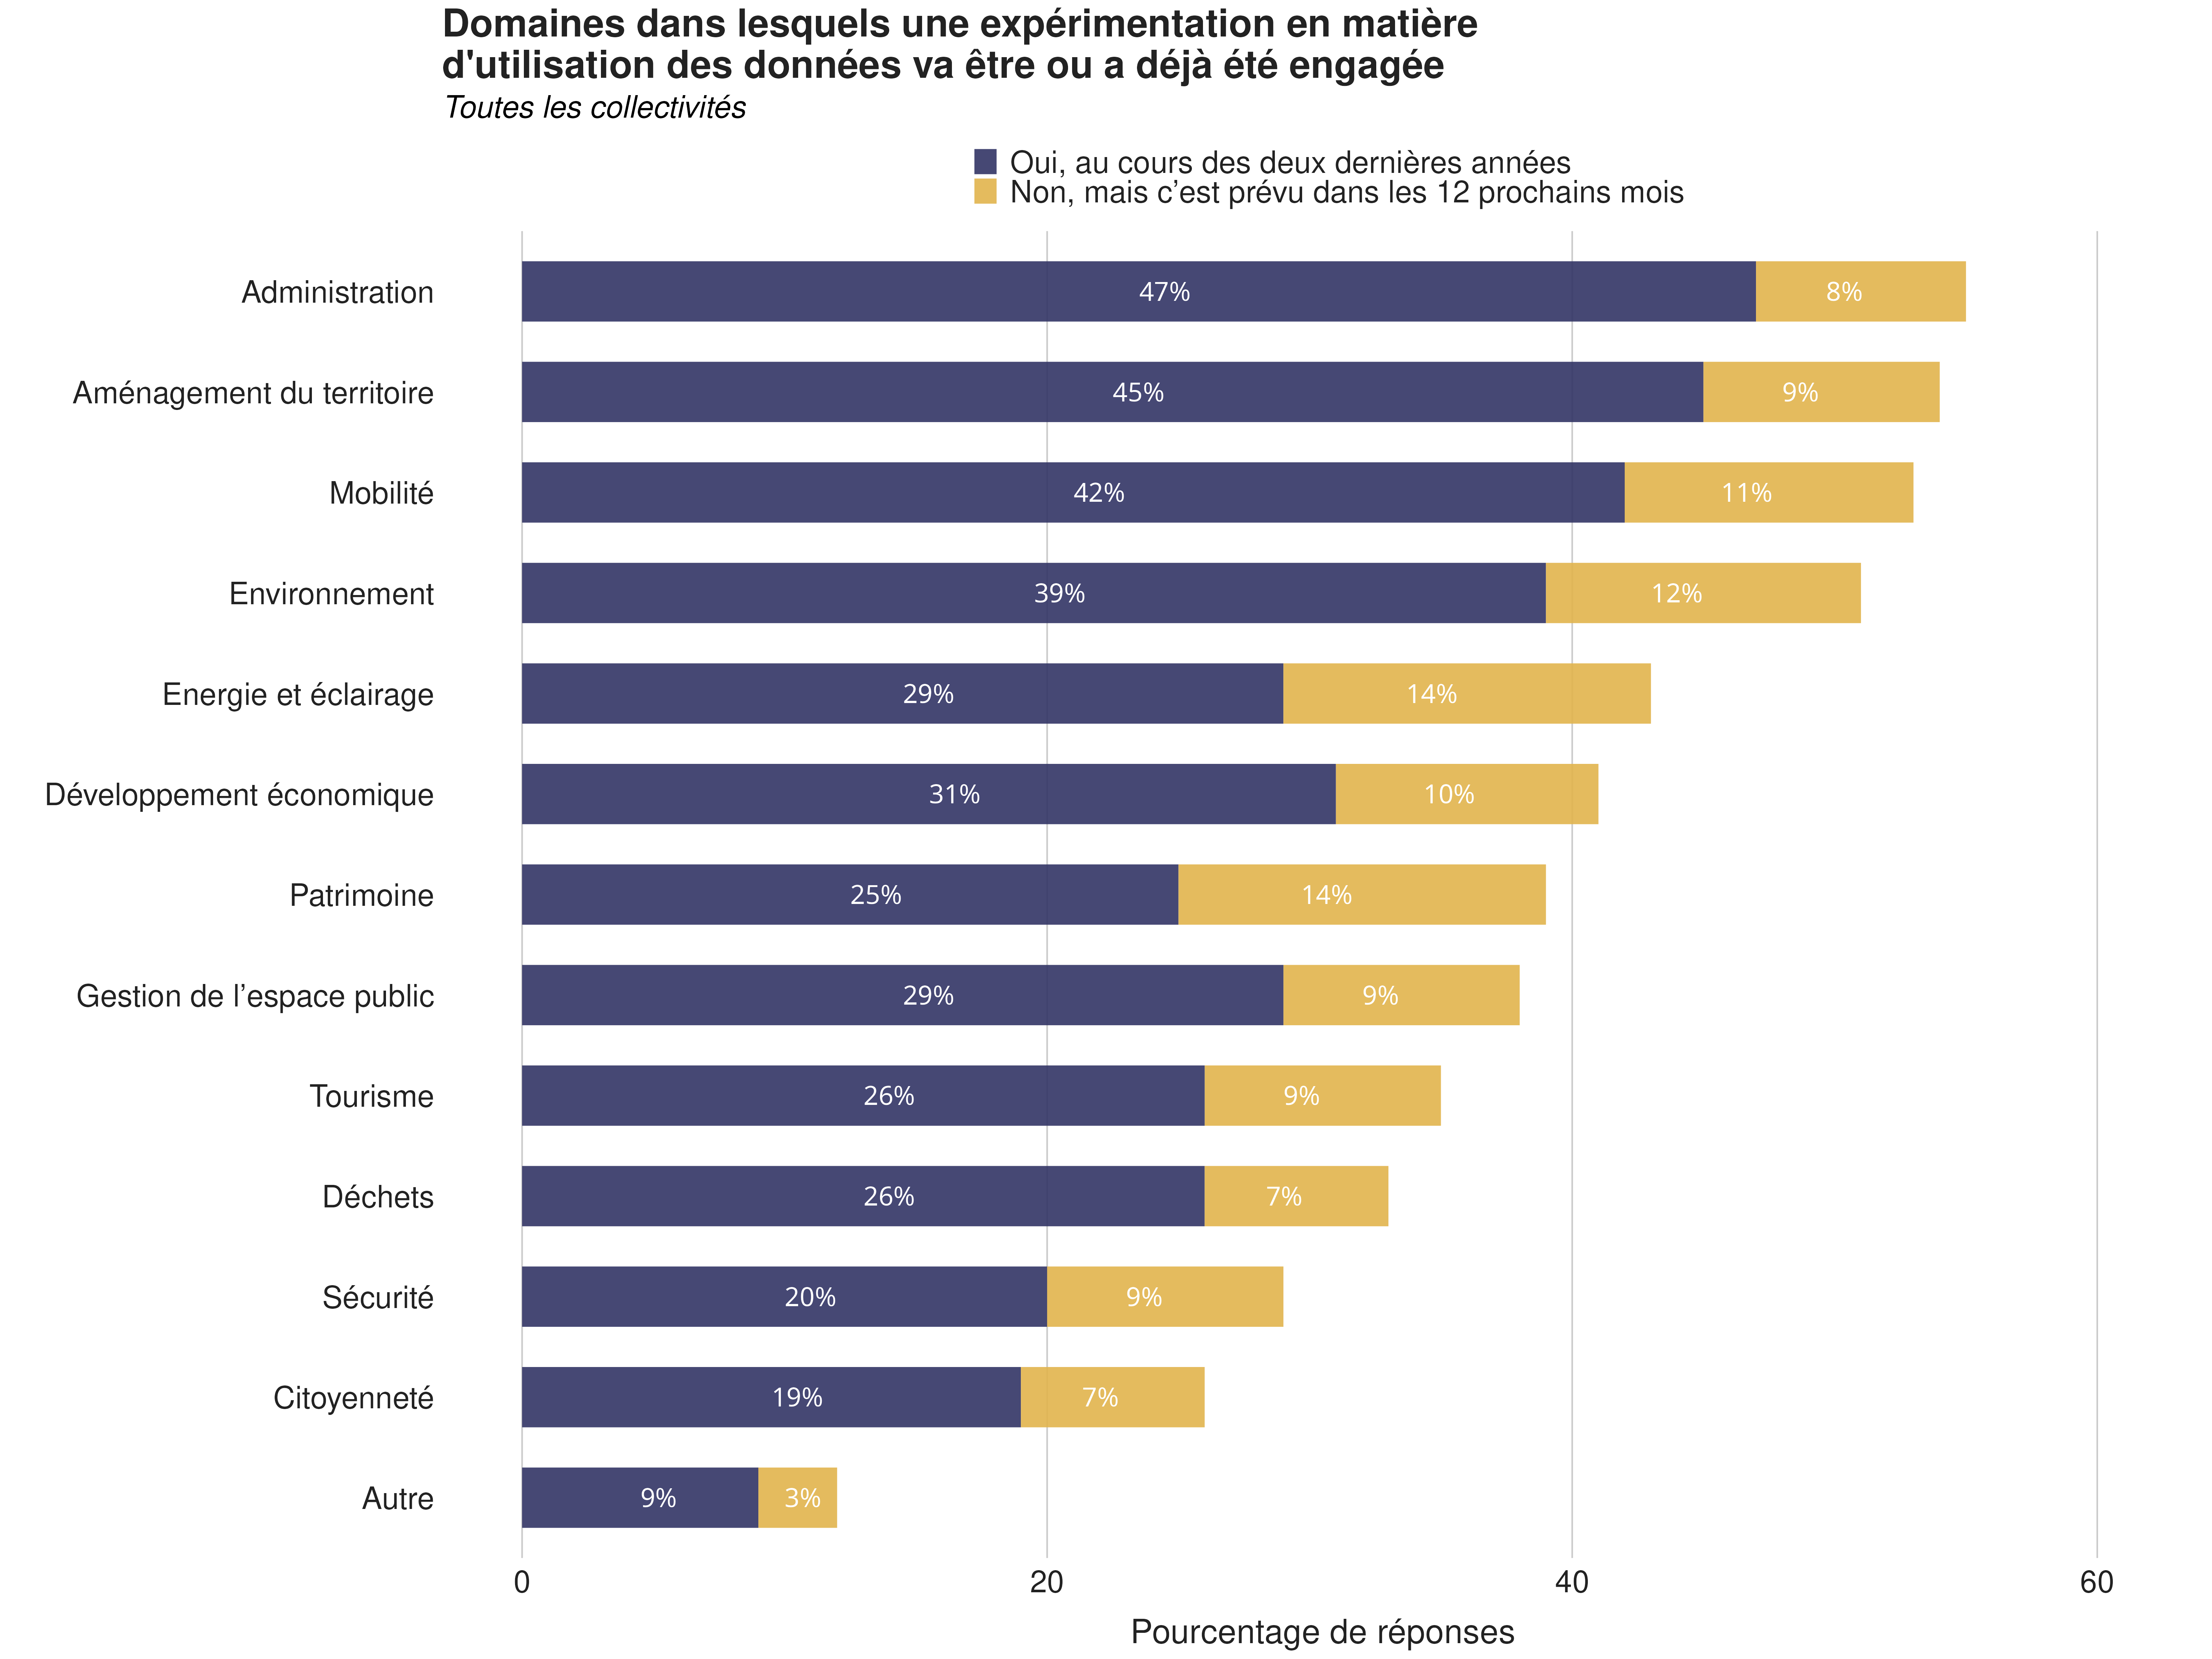 Domaines dans lesquels une expérimentation en matière
d'utilisation des données va être ou a déjà été engagée
Toutes les collectivités
Oui, au cours des deux dernières années
Non, mais c’est prévu dans les 12 prochains mois
Administration 47% 8%
Aménagement du territoire 45% 9%
Mobilité 42% 11%
Environnement 39% 12%
Energie et éclairage 29% 14%
Développement économique 31% 10%
Patrimoine 25% 14%
Gestion de l’espace public 29% 9%
Tourisme 26% 9%
Déchets 26% 7%
Sécurité 20% 9%
Citoyenneté 19% 7%
Autre 9% 3%
0 20 40 60
Pourcentage de réponses